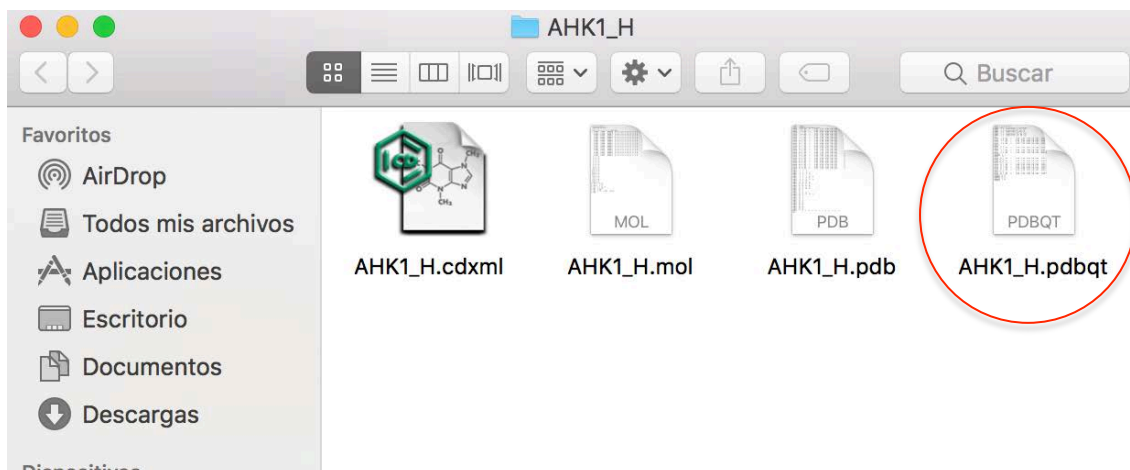 AHK1_H
Buscar
Favoritos
AirDrop
Todos mis archivos
Aplicaciones
Escritorio
Documentos
Descargas
MOL
PDB
PDBQT
AHK1_H.cdxml
AHK1_H.mol
AHK1_H.pdb
AHK1_H.pdbqt